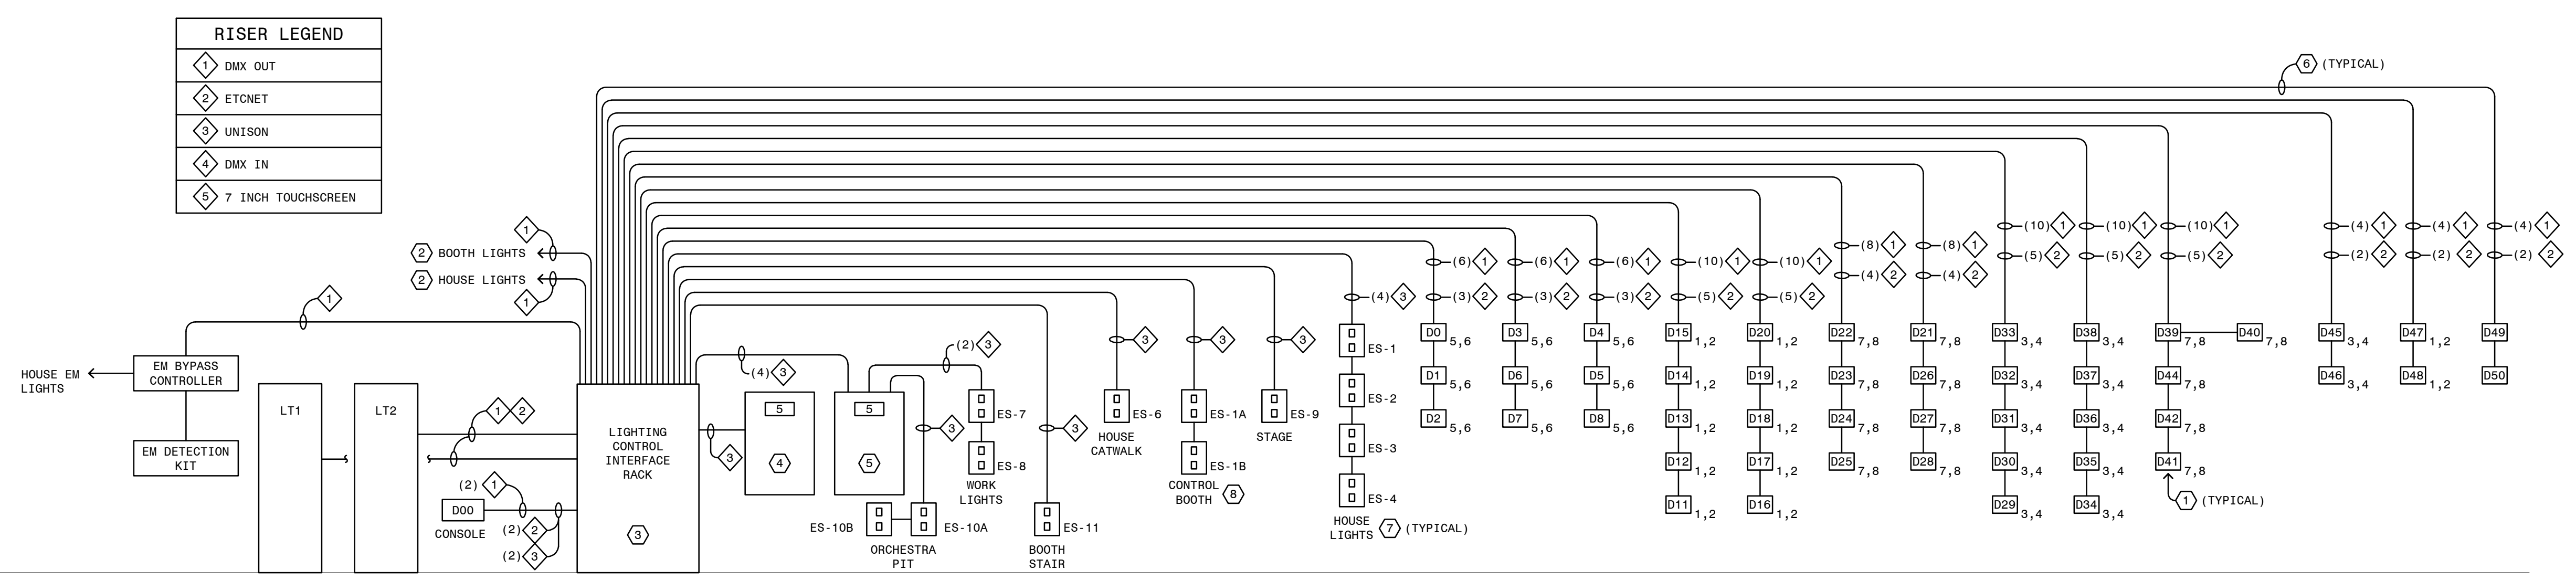 RISER LEGEND
1 DMX OUT
2 ETCNET
3 UNISON
4 DMX IN
5 7 INCH TOUCHSCREEN
6 (TYPICAL)
1
2 BOOTH LIGHTS
2 HOUSE LIGHTS
1
1
EM BYPASS
CONTROLLER
HOUSE EM
LIGHTS
EM DETECTION
KIT
LT1
LT2
1 2
(2) 1
D00
CONSOLE
(2) 2
(2) 3
LIGHTING
CONTROL
INTERFACE
RACK
3
(4) 3
3
5
4
5
5
(2) 3
3
ES-7
ES-8
WORK
LIGHTS
ES-10B
ES-10A
ORCHESTRA
PIT
3
ES-11
BOOTH
STAIR
3
ES-6
HOUSE
CATWALK
3
ES-1A
ES-1B
CONTROL
BOOTH 8
3
ES-9
STAGE
(4) 3
ES-1
ES-2
ES-3
ES-4
HOUSE
LIGHTS 7 (TYPICAL)
(6) 1
(3) 2
D0 5,6
D1 5,6
D2 5,6
(6) 1
(3) 2
D3 5,6
D6 5,6
D7 5,6
(6) 1
(3) 2
D4 5,6
D5 5,6
D8 5,6
(10) 1
(5) 2
D15 1,2
D14 1,2
D13 1,2
D12 1,2
D11 1,2
(10) 1
(5) 2
D20 1,2
D19 1,2
D18 1,2
D17 1,2
D16 1,2
(8) 1
(4) 2
D22 7,8
D23 7,8
D24 7,8
D25 7,8
(8) 1
(4) 2
D21 7,8
D26 7,8
D27 7,8
D28 7,8
(10) 1
(5) 2
D33 3,4
D32 3,4
D31 3,4
D30 3,4
D29 3,4
(10) 1
(5) 2
D38 3,4
D37 3,4
D36 3,4
D35 3,4
D34 3,4
(10) 1
(5) 2
D39 7,8
D40 7,8
D44 7,8
D42 7,8
D41 7,8
1 (TYPICAL)
(4) 1
(2) 2
D45 3,4
D46 3,4
(4) 1
(2) 2
D47 1,2
D48 1,2
(4) 1
(2) 2
D49
D50